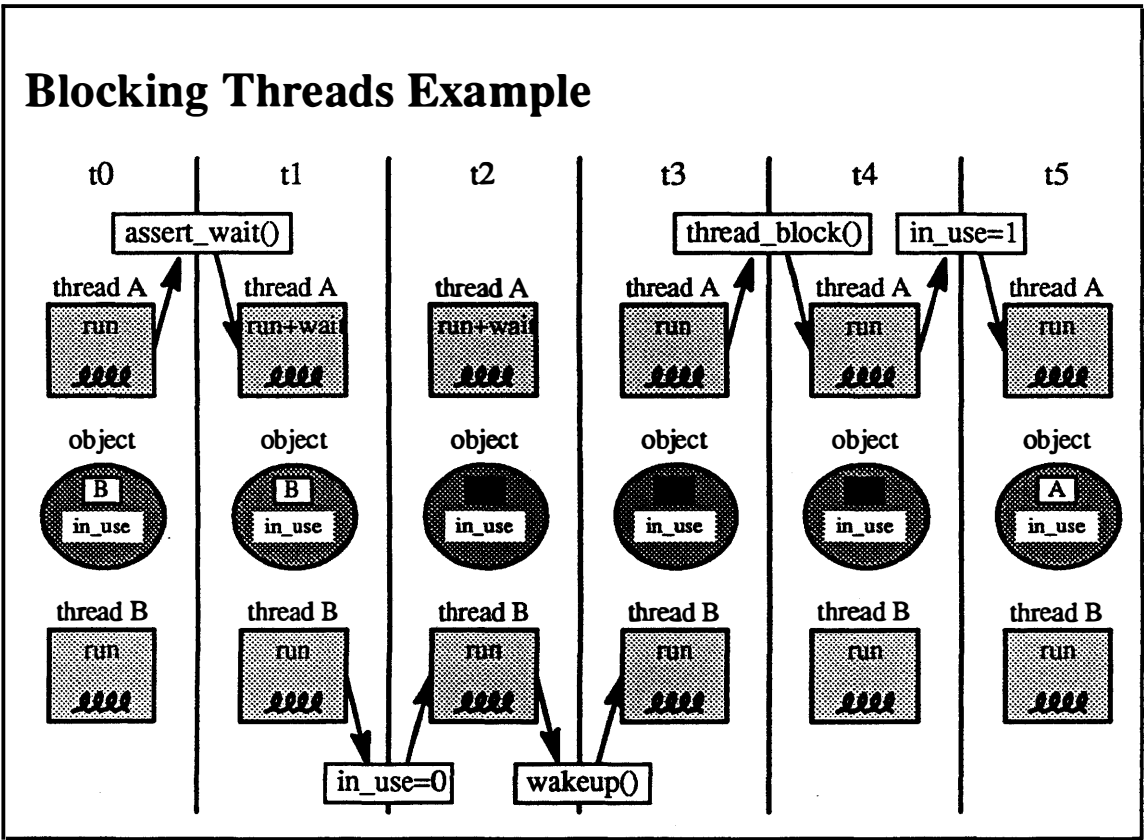 Blocking Threads Example
t0 t1 t2 t3 t4 t5
assert_wait() thread_block() in_use=1
thread A thread A thread A thread A thread A thread A
run run+wait run+wait run run run
object object object object object object
B B A
in_use in_use in_use in_use in_use in_use
thread B thread B thread B thread B thread B thread B
run run run run run run
in_use=0 wakeup()